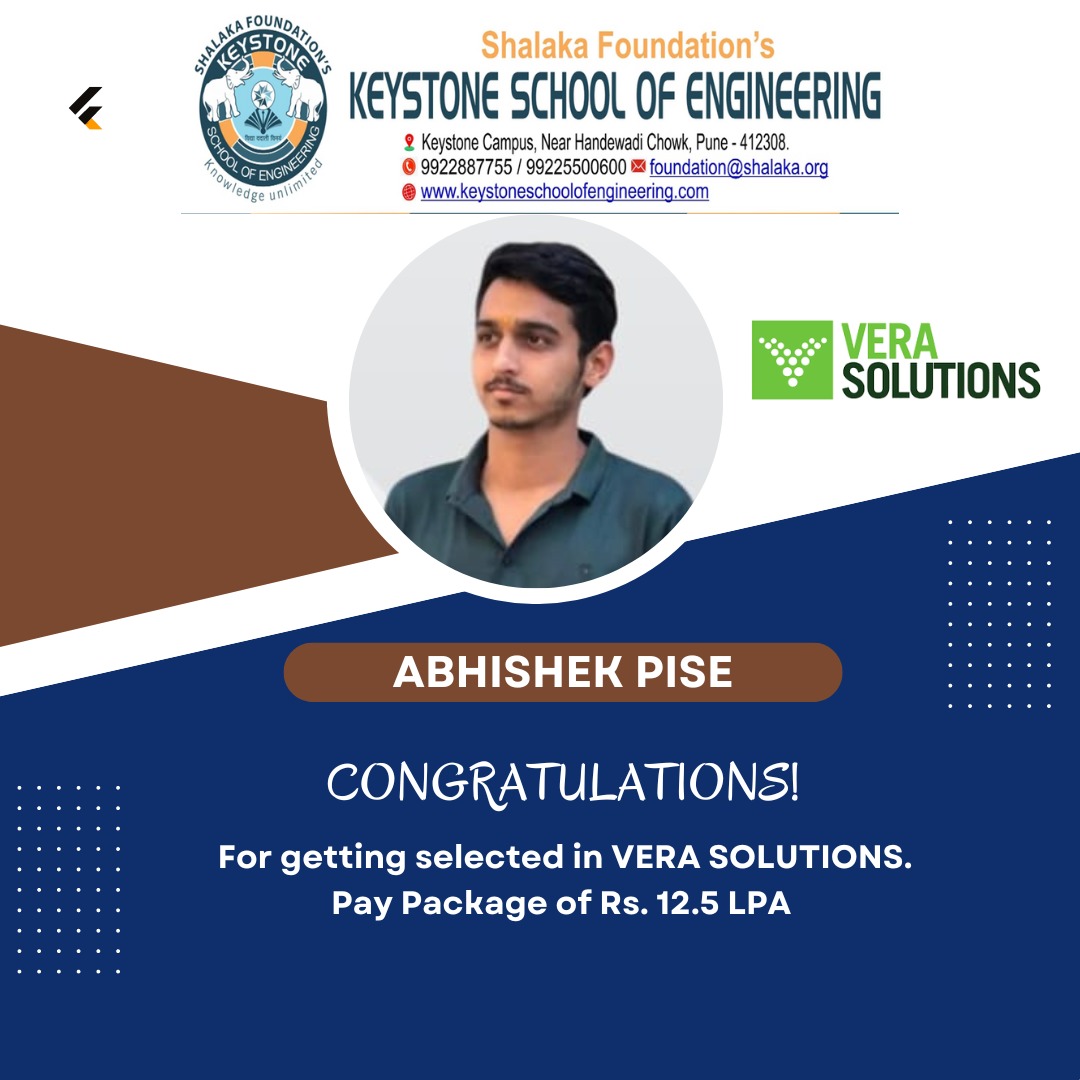 SHALAKA FOUNDATION'S
KEYSTONE
SCHOOL OF ENGINEERING
Knowledge unlimited
Shalaka Foundation's
KEYSTONE SCHOOL OF ENGINEERING
Keystone Campus, Near Handewadi Chowk, Pune - 412308.
9922887755 / 99225500600 foundation@shalaka.org
www.keystoneschoolofengineering.com
VERA
SOLUTIONS
ABHISHEK PISE
CONGRATULATIONS!
For getting selected in VERA SOLUTIONS.
Pay Package of Rs. 12.5 LPA